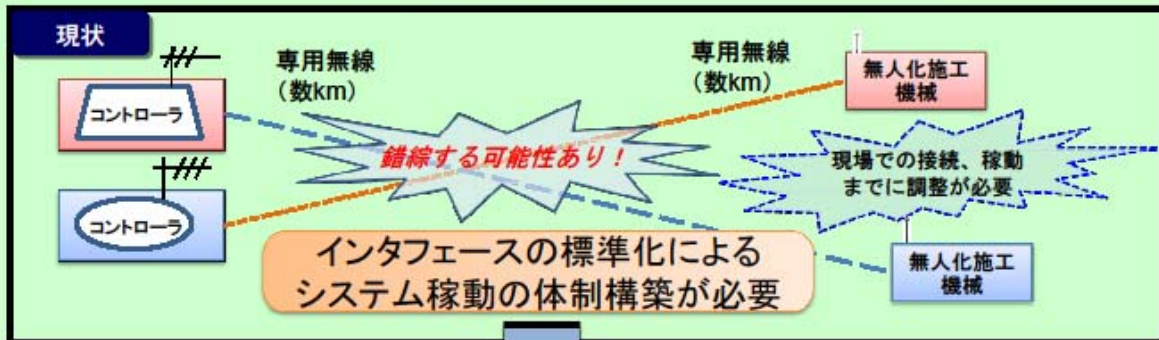 現状
専用無線
（数km）
専用無線
（数km）
無人化施工
機械
コントローラ
錯綜する可能性あり！
現場での接続、稼動
までに調整が必要
コントローラ
インタフェースの標準化による
システム稼動の体制構築が必要
無人化施工
機械